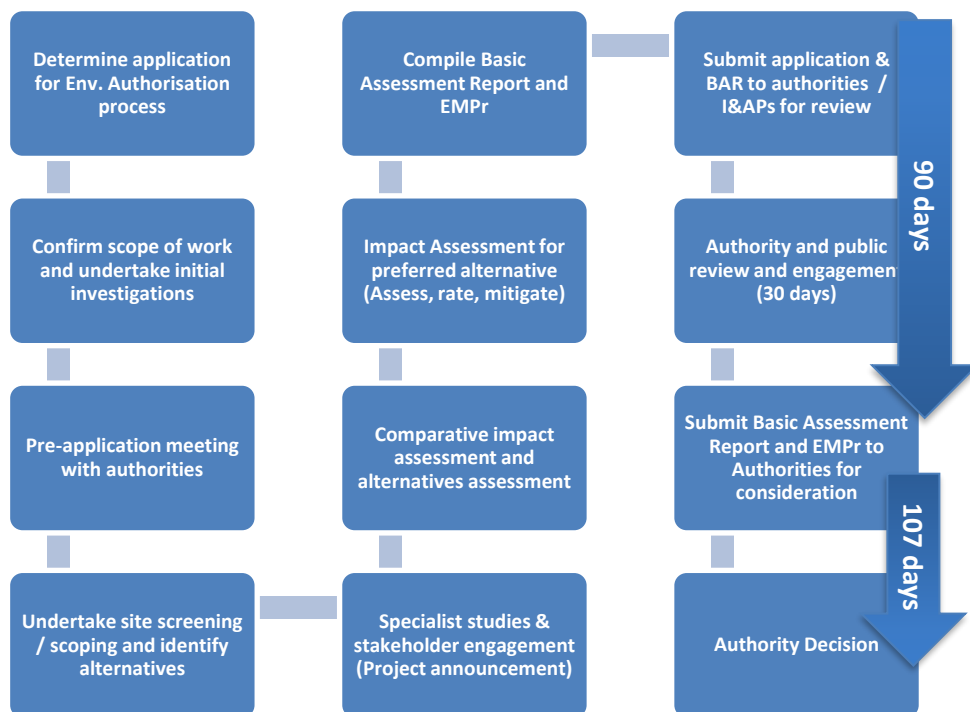 Determine application
for Env. Authorisation
process
Confirm scope of work
and undertake initial
investigations
Pre-application meeting
with authorities
Undertake site screening
/ scoping and identify
alternatives
Specialist studies &
stakeholder engagement
(Project announcement)
Comparative impact
assessment and
alternatives assessment
Impact Assessment for
preferred alternative
(Assess, rate, mitigate)
Compile Basic
Assessment Report and
EMPr
Submit application &
BAR to authorities /
I&APs for review
Authority and public
review and engagement
(30 days)
Submit Basic Assessment
Report and EMPr to
Authorities for
consideration
Authority Decision
90 days
107 days